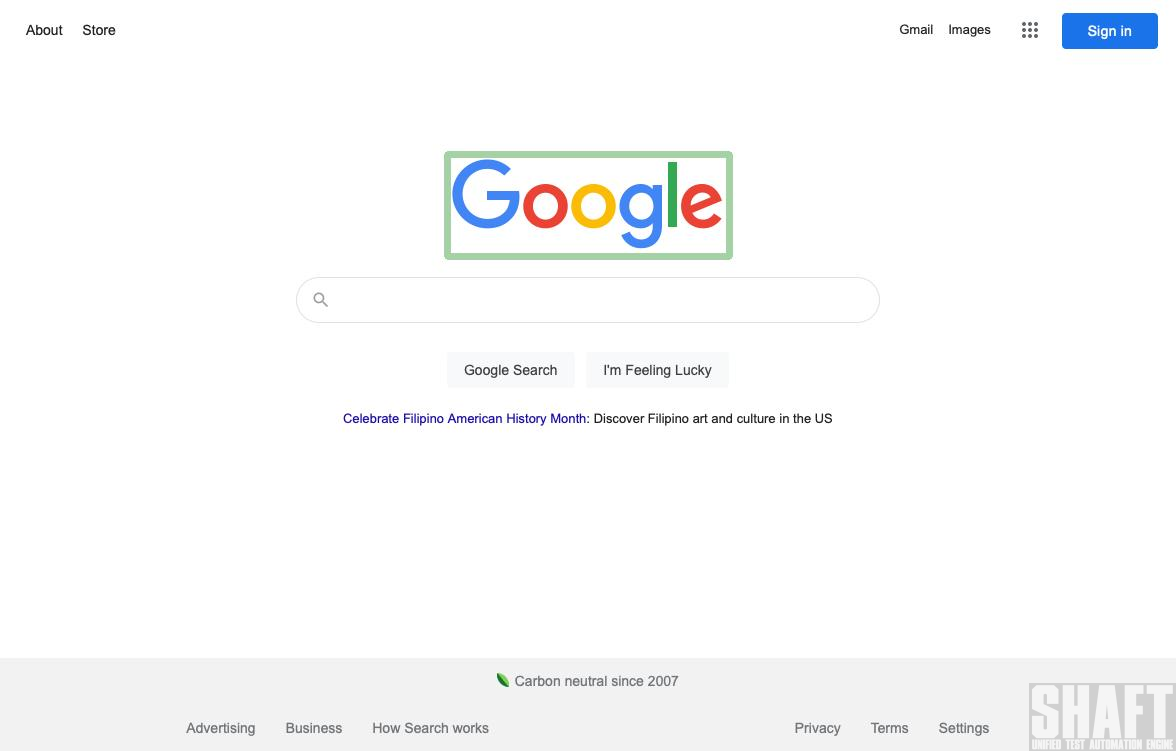 About Store Gmail Images Sign in
Google
Google Search I'm Feeling Lucky
Celebrate Filipino American History Month: Discover Filipino art and culture in the US
Carbon neutral since 2007
Advertising Business How Search works Privacy Terms Settings
SHAFT
UNIFIED TEST AUTOMATION ENGINE